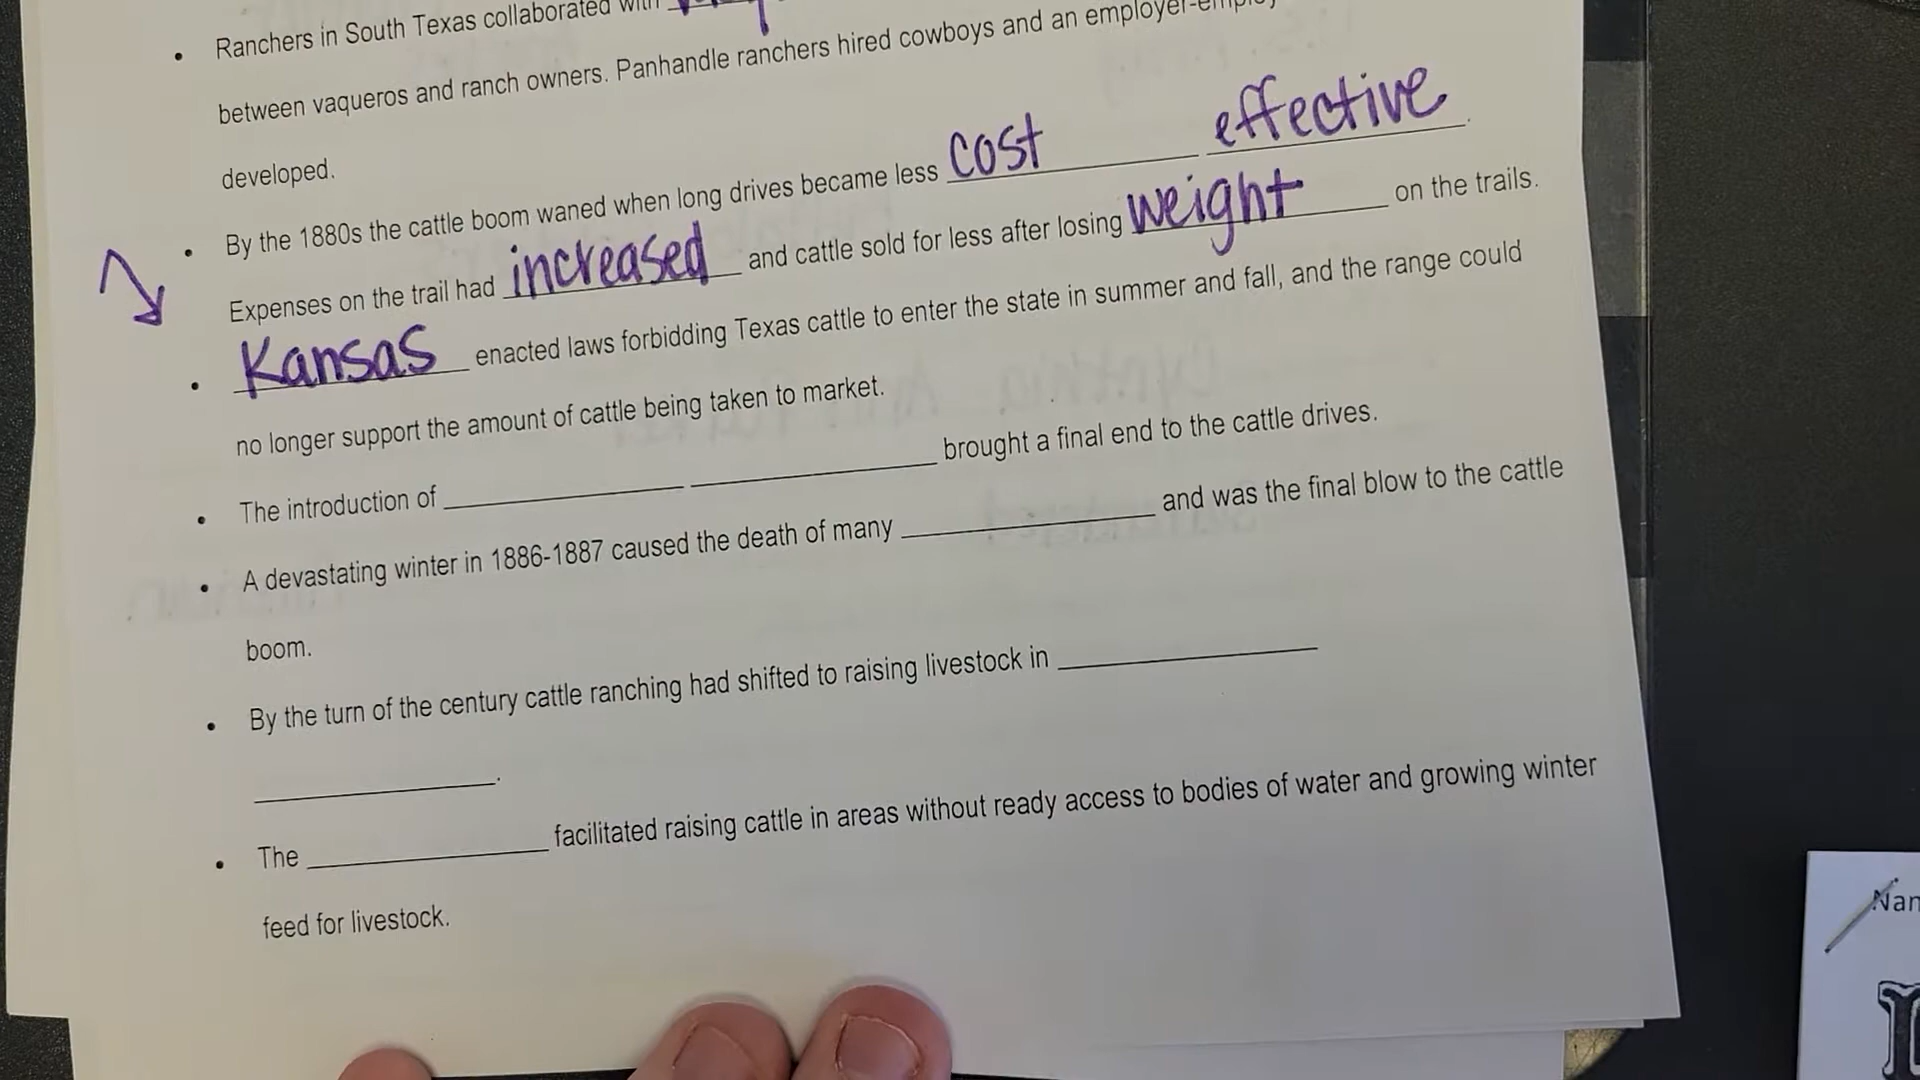 • Ranchers in South Texas collaborated with
between vaqueros and ranch owners. Panhandle ranchers hired cowboys and an
developed.
• By the 1880s the cattle boom waned when long drives became less cost effective.
Expenses on the trail had increased and cattle sold for less after losing weight on the trails.
• Kansas enacted laws forbidding Texas cattle to enter the state in summer and fall, and the range could
no longer support the amount of cattle being taken to market.
• The introduction of ____ ____ brought a final end to the cattle drives.
• A devastating winter in 1886-1887 caused the death of many ____ and was the final blow to the cattle
boom.
• By the turn of the century cattle ranching had shifted to raising livestock in ____
____.
• The ____ facilitated raising cattle in areas without ready access to bodies of water and growing winter
feed for livestock.